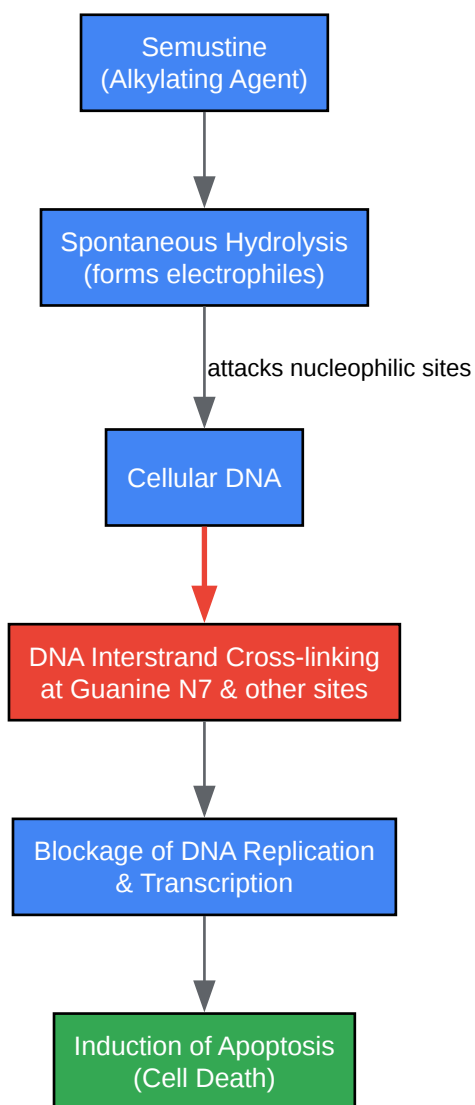 Semustine
(Alkylating Agent)
Spontaneous Hydrolysis
(forms electrophiles)
attacks nucleophilic sites
Cellular DNA
DNA Interstrand Cross-linking
at Guanine N7 & other sites
Blockage of DNA Replication
& Transcription
Induction of Apoptosis
(Cell Death)